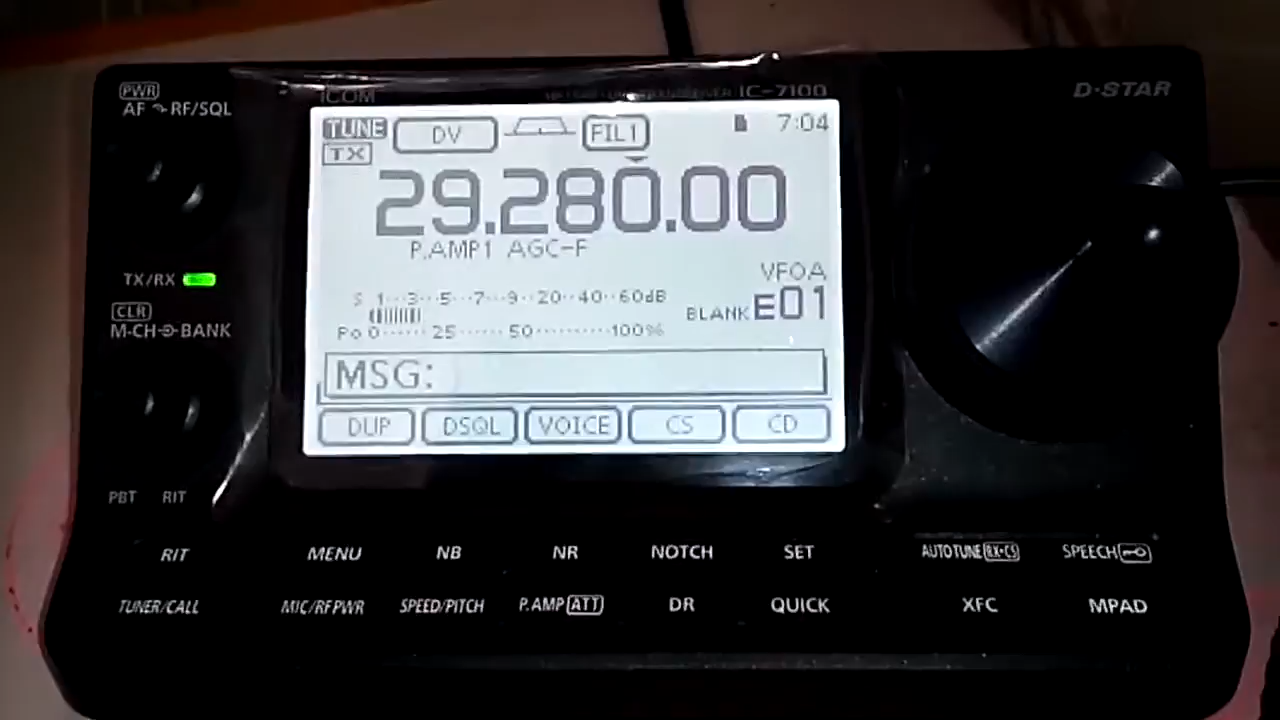 PWR
AF RF/SQL
ICOM
IC-7100
D-STAR
TUNE DV FIL1 7:04
TX
29.280.00
P.AMP1 AGC-F
VFOA
S 1···3···5···7···9··20··40··60dB
BLANK E01
Po 0······25······50·········100%
MSG:
DUP DSQL VOICE CS CD
TX/RX
CLR
M-CH BANK
PBT RIT
RIT MENU NB NR NOTCH SET AUTOTUNE RX▸CS SPEECH
TUNER/CALL MIC/RF PWR SPEED/PITCH P.AMP ATT DR QUICK XFC MPAD